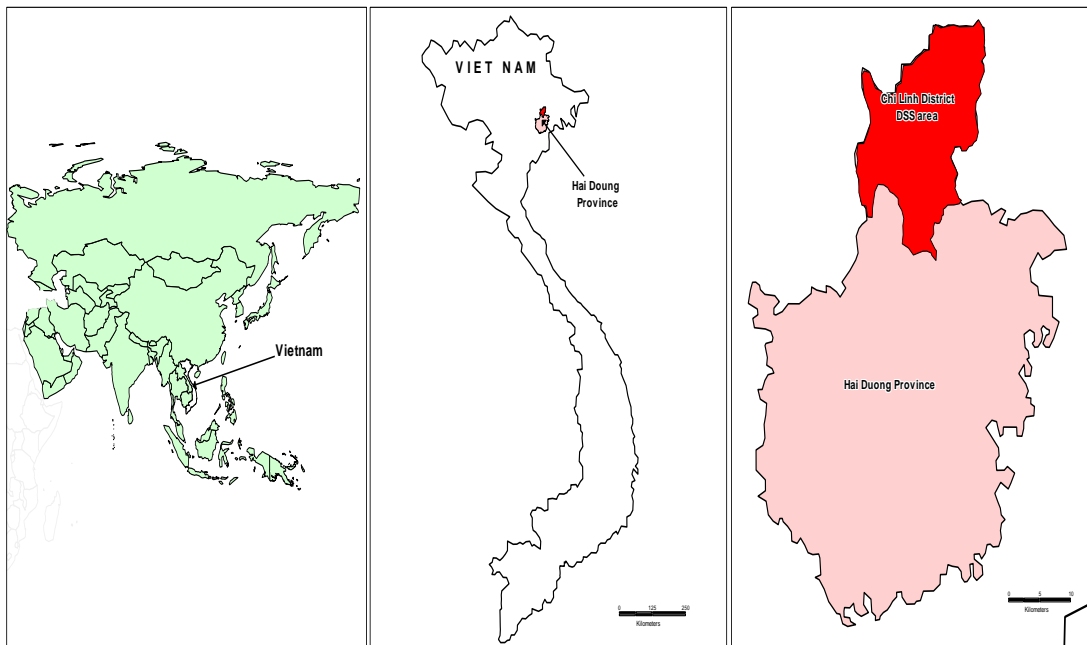 Vietnam
VIET NAM
Hai Doung
Province
0 125 250
Kilometers
Chi Linh District
DSS area
Hai Duong Province
0 5 10
Kilometers